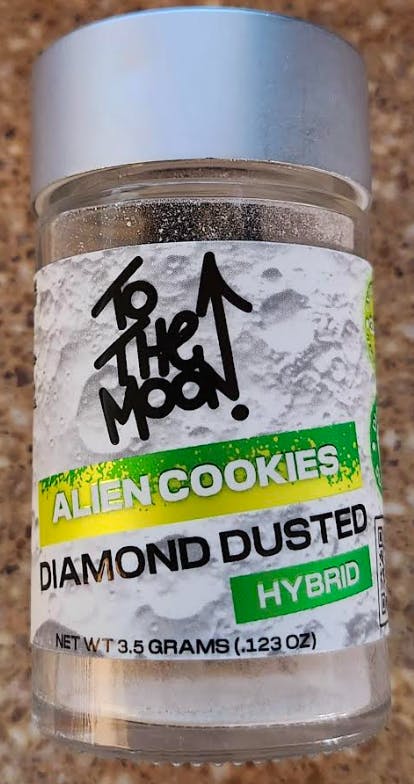 TO
THE
MOON.
ALIEN COOKIES
DIAMOND DUSTED
HYBRID
NET WT 3.5 GRAMS (.123 OZ)